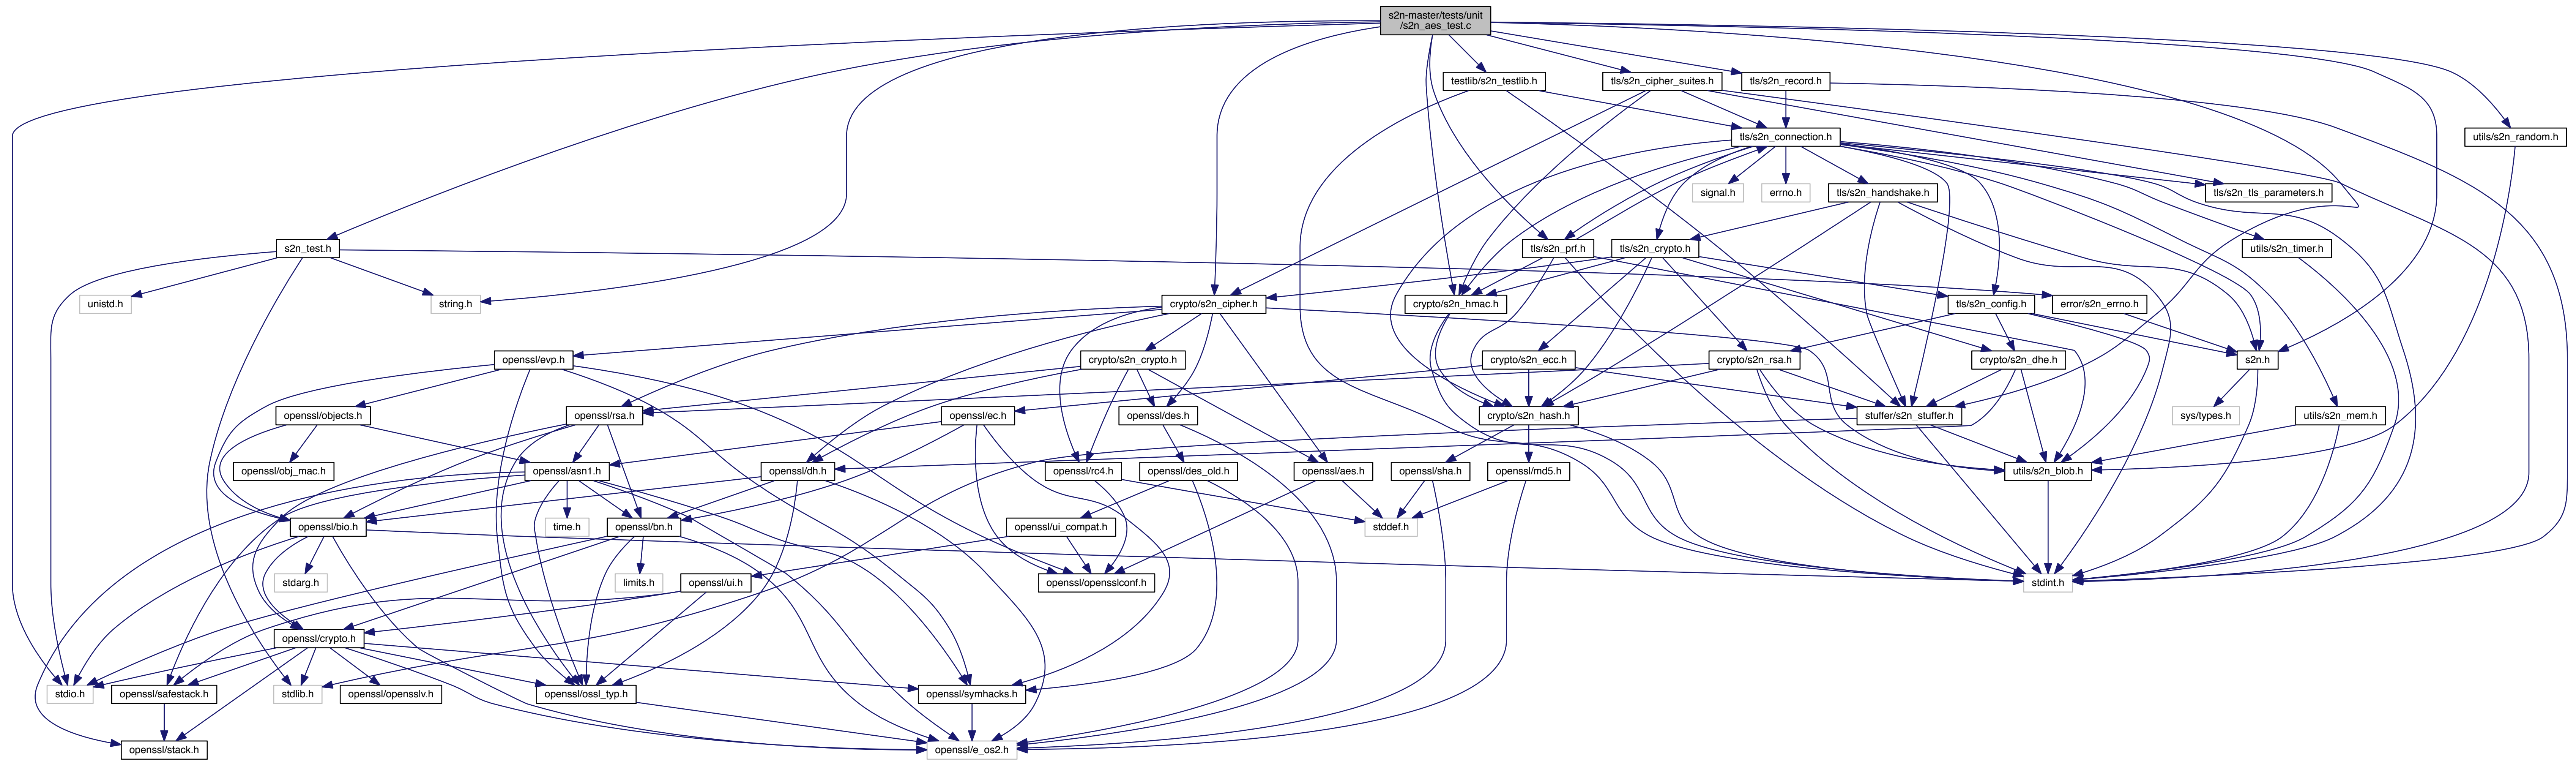 s2n-master/tests/unit
/s2n_aes_test.c
testlib/s2n_testlib.h
tls/s2n_cipher_suites.h
tls/s2n_record.h
tls/s2n_connection.h
utils/s2n_random.h
signal.h
errno.h
tls/s2n_handshake.h
tls/s2n_tls_parameters.h
s2n_test.h
tls/s2n_prf.h
tls/s2n_crypto.h
utils/s2n_timer.h
unistd.h
string.h
crypto/s2n_cipher.h
crypto/s2n_hmac.h
tls/s2n_config.h
error/s2n_errno.h
openssl/evp.h
crypto/s2n_crypto.h
crypto/s2n_ecc.h
crypto/s2n_rsa.h
crypto/s2n_dhe.h
s2n.h
openssl/objects.h
openssl/rsa.h
openssl/ec.h
openssl/des.h
crypto/s2n_hash.h
stuffer/s2n_stuffer.h
sys/types.h
utils/s2n_mem.h
openssl/obj_mac.h
openssl/asn1.h
openssl/dh.h
openssl/rc4.h
openssl/des_old.h
openssl/aes.h
openssl/sha.h
openssl/md5.h
utils/s2n_blob.h
openssl/bio.h
time.h
openssl/bn.h
openssl/ui_compat.h
stddef.h
stdarg.h
limits.h
openssl/ui.h
openssl/opensslconf.h
stdint.h
openssl/crypto.h
stdio.h
openssl/safestack.h
stdlib.h
openssl/opensslv.h
openssl/ossl_typ.h
openssl/symhacks.h
openssl/stack.h
openssl/e_os2.h